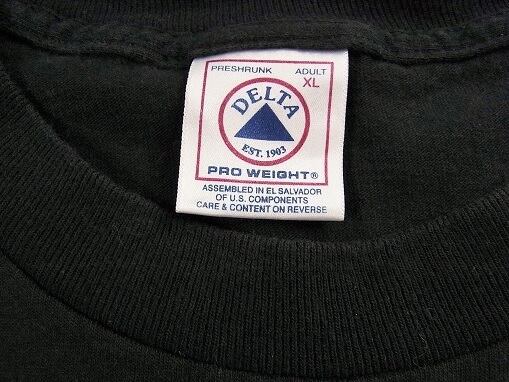 PRESHRUNK ADULT
XL
DELTA
EST. 1903
PRO WEIGHT®
ASSEMBLED IN EL SALVADOR
OF U.S. COMPONENTS
CARE & CONTENT ON REVERSE